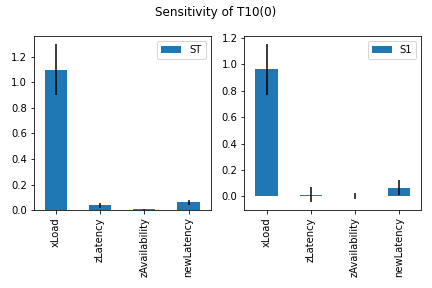 Sensitivity of T10(0)
ST
1.2
1.0
0.8
0.6
0.4
0.2
0.0
xLoad
zLatency
zAvailability
newLatency
S1
1.2
1.0
0.8
0.6
0.4
0.2
0.0
xLoad
zLatency
zAvailability
newLatency